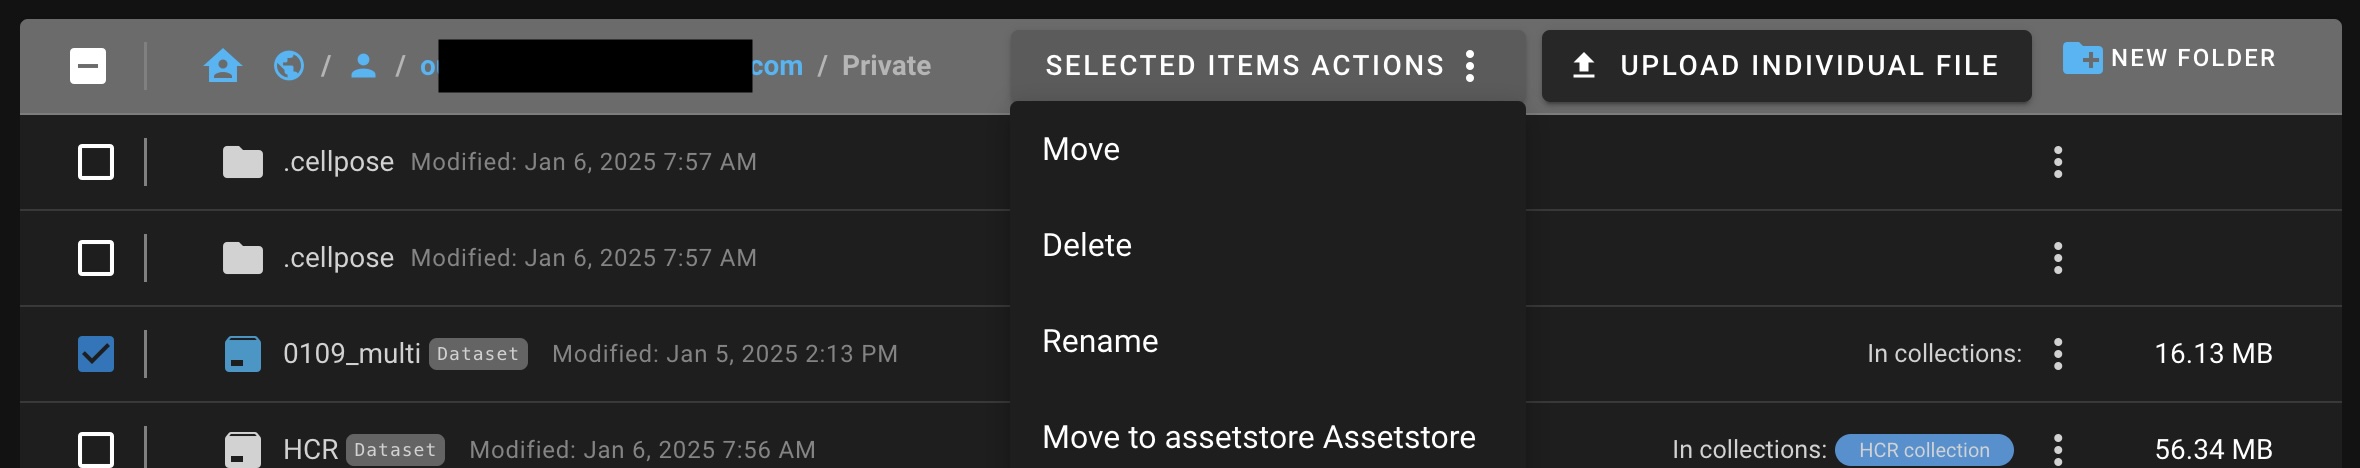 / / o com / Private SELECTED ITEMS ACTIONS UPLOAD INDIVIDUAL FILE NEW FOLDER
.cellpose Modified: Jan 6, 2025 7:57 AM
Move
.cellpose Modified: Jan 6, 2025 7:57 AM
Delete
0109_multi Dataset Modified: Jan 5, 2025 2:13 PM In collections: 16.13 MB
Rename
HCR Dataset Modified: Jan 6, 2025 7:56 AM In collections: HCR collection 56.34 MB
Move to assetstore Assetstore